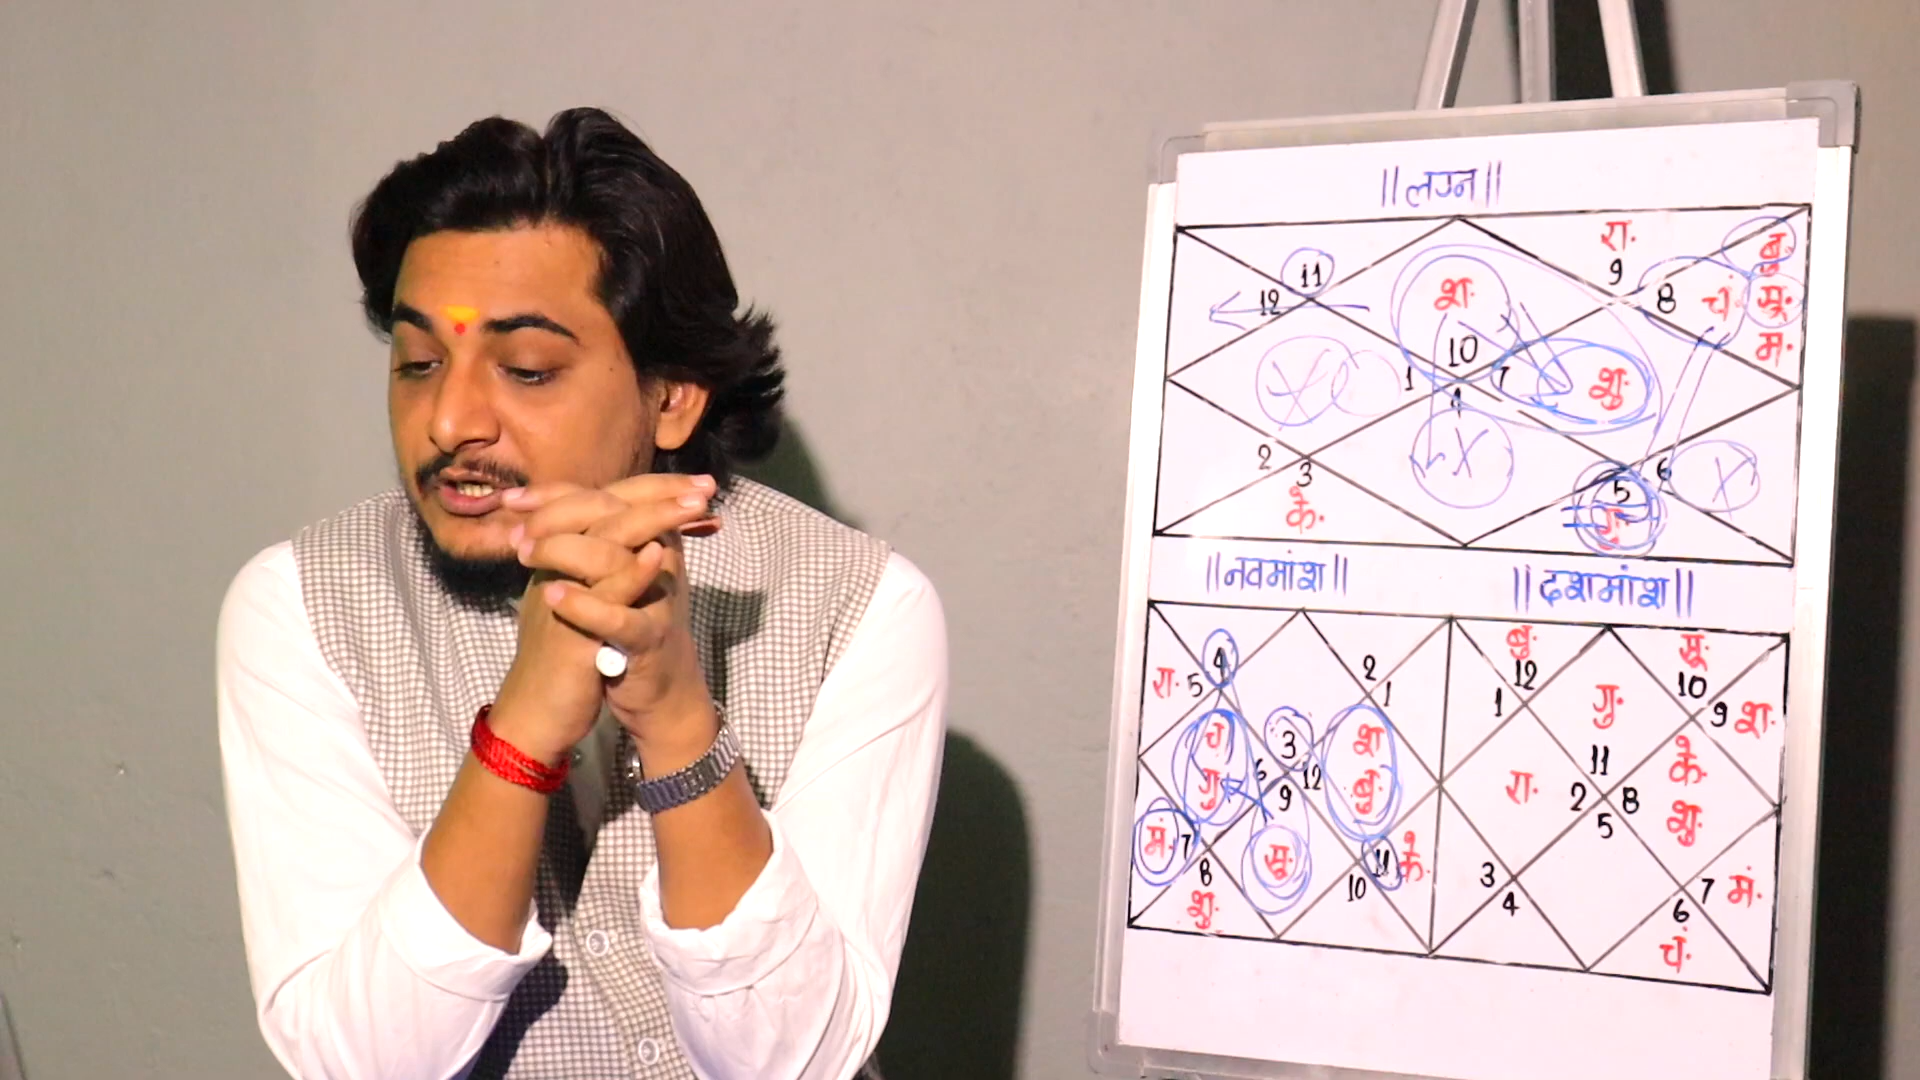 ||लग्न||
रा. बु.
11 9
12 श. 8 चं. सू.
10 मं.
1 7 शु.
4
2 3 6
5
के. गु.
||नवमांश|| ||दशमांश||
4 2 बु. सू.
रा. 5 1 12 10
चं 3 श 1 गु. 9 श.
गु. 6 12 बु. 11 के.
9 रा. 2 8
मं. 7 सू. 11 के. 5 शु.
8 10 3 7 मं.
शु. 4 6
चं.